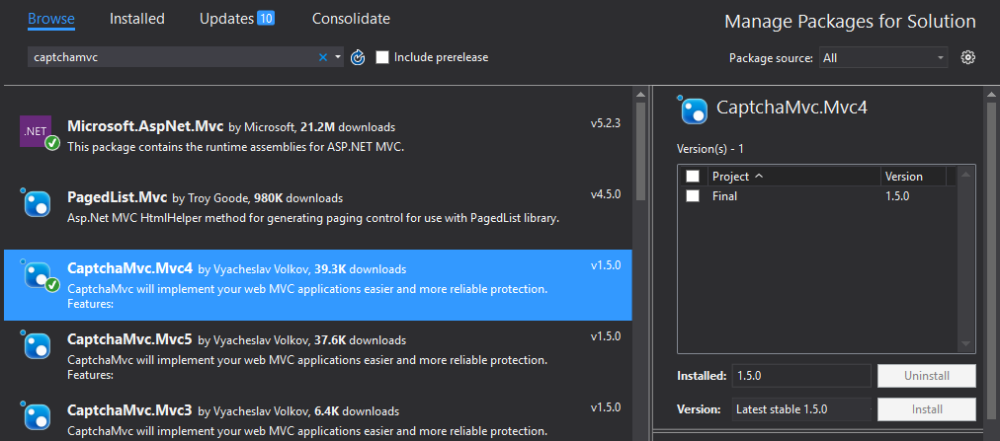 Browse Installed Updates 10 Consolidate
Manage Packages for Solution
captchamvc
Include prerelease
Package source: All
.NET
Microsoft.AspNet.Mvc by Microsoft, 21.2M downloads v5.2.3
This package contains the runtime assemblies for ASP.NET MVC.
PagedList.Mvc by Troy Goode, 980K downloads v4.5.0
Asp.Net MVC HtmlHelper method for generating paging control for use with PagedList library.
CaptchaMvc.Mvc4 by Vyacheslav Volkov, 39.3K downloads v1.5.0
CaptchaMvc will implement your web MVC applications easier and more reliable protection.
Features:
CaptchaMvc.Mvc5 by Vyacheslav Volkov, 37.6K downloads v1.5.0
CaptchaMvc will implement your web MVC applications easier and more reliable protection.
Features:
CaptchaMvc.Mvc3 by Vyacheslav Volkov, 6.4K downloads v1.5.0
CaptchaMvc will implement your web MVC applications easier and more reliable protection.
CaptchaMvc.Mvc4
Version(s) - 1
Project Version
Final 1.5.0
Installed: 1.5.0 Uninstall
Version: Latest stable 1.5.0 Install